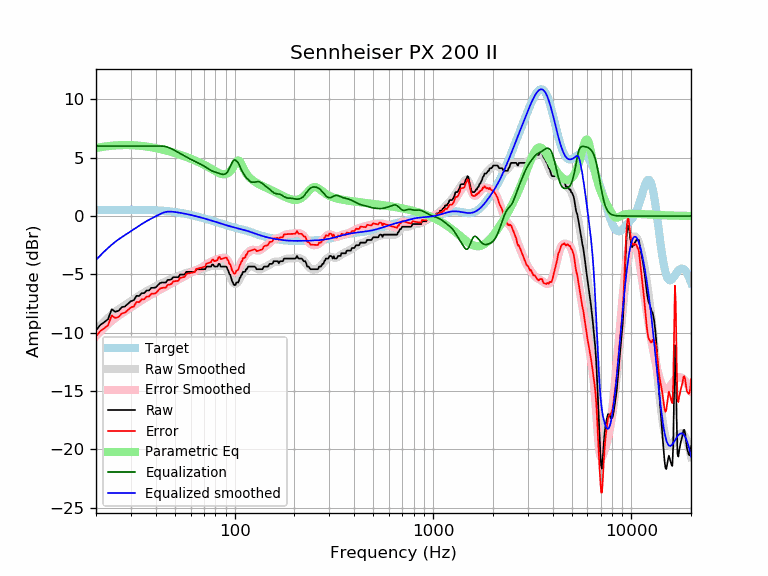 Sennheiser PX 200 II
10
5
0
−5
−10
−15
−20
−25
Amplitude (dBr)
Target
Raw Smoothed
Error Smoothed
Raw
Error
Parametric Eq
Equalization
Equalized smoothed
100
1000
10000
Frequency (Hz)